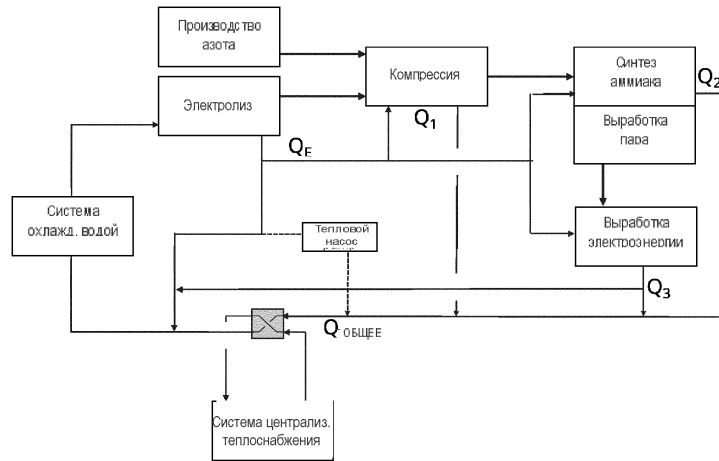 Производство
азота
Компрессия
Синтез
аммиака
Q2
Электролиз
Q1
Выработка
пара
QE
Система
охлажд. водой
Тепловой
насос
Выработка
электроэнергии
Q3
Q ОБЩЕЕ
Система централиз.
теплоснабжения